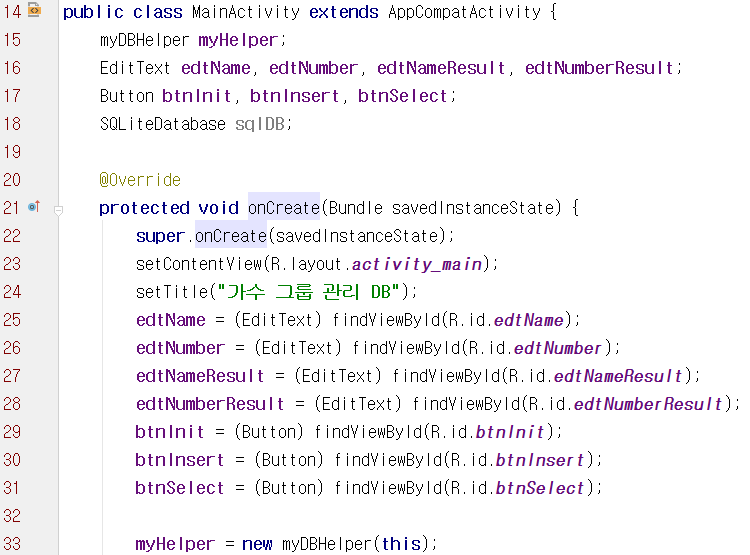 14 public class MainActivity extends AppCompatActivity {
15 myDBHelper myHelper;
16 EditText edtName, edtNumber, edtNameResult, edtNumberResult;
17 Button btnInit, btnInsert, btnSelect;
18 SQLiteDatabase sqlDB;
19
20 @Override
21 protected void onCreate(Bundle savedInstanceState) {
22 super.onCreate(savedInstanceState);
23 setContentView(R.layout.activity_main);
24 setTitle("가수 그룹 관리 DB");
25 edtName = (EditText) findViewById(R.id.edtName);
26 edtNumber = (EditText) findViewById(R.id.edtNumber);
27 edtNameResult = (EditText) findViewById(R.id.edtNameResult);
28 edtNumberResult = (EditText) findViewById(R.id.edtNumberResult);
29 btnInit = (Button) findViewById(R.id.btnInit);
30 btnInsert = (Button) findViewById(R.id.btnInsert);
31 btnSelect = (Button) findViewById(R.id.btnSelect);
32
33 myHelper = new myDBHelper(this);